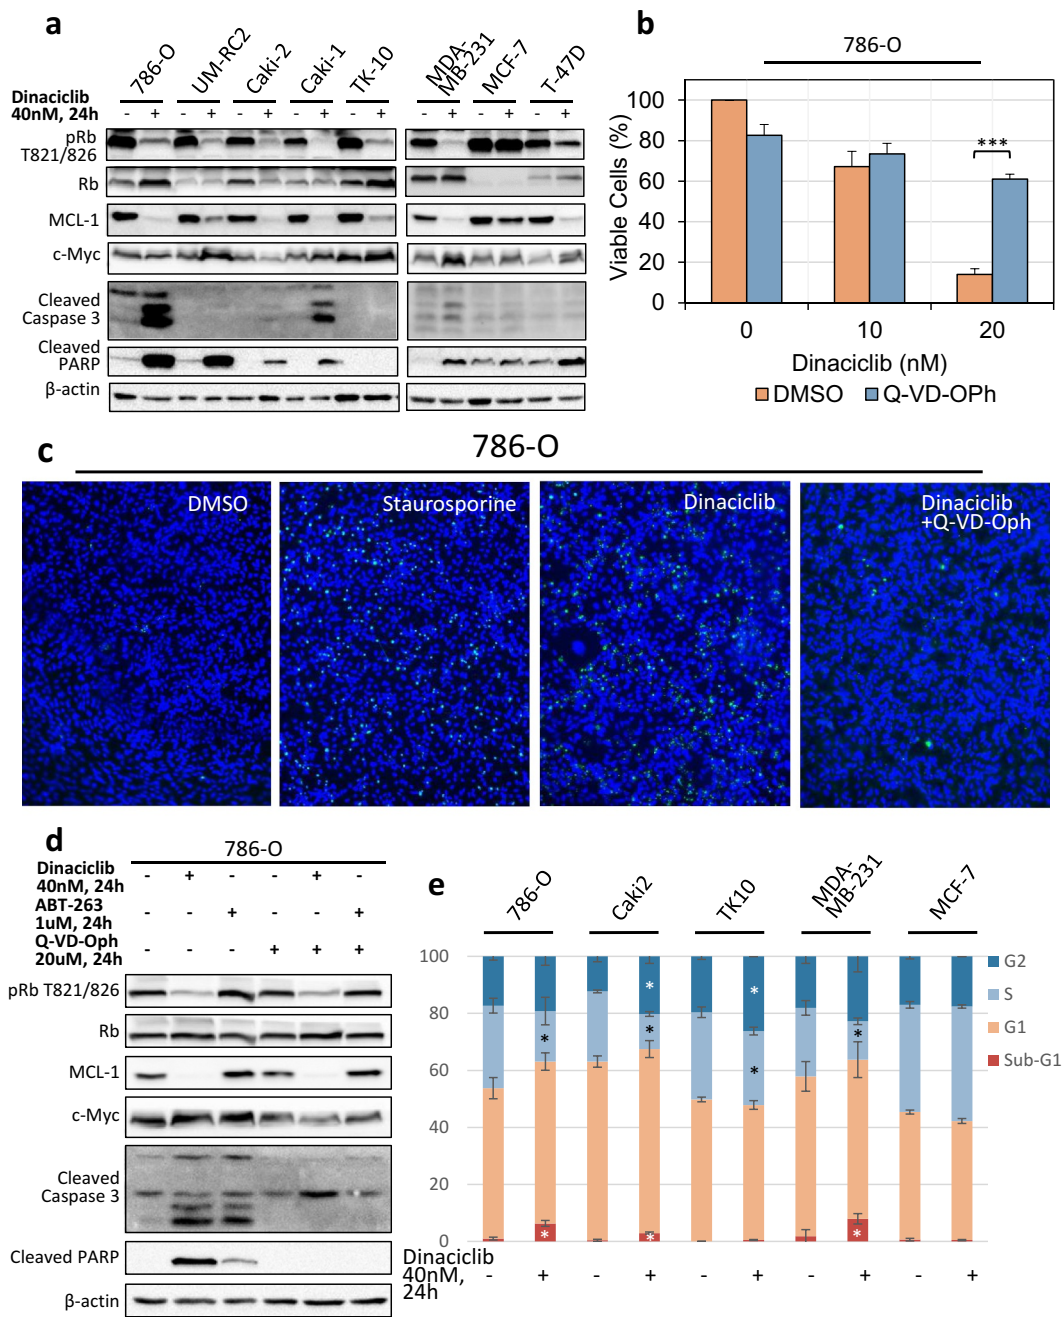 a
786-O
UM-RC2
Caki-2
Caki-1
TK-10
MDA-
MB-231
MCF-7
T-47D
Dinaciclib
40nM, 24h
- + - + - + - + - + - + - + - +
pRb
T821/826
Rb
MCL-1
c-Myc
Cleaved
Caspase 3
Cleaved
PARP
β-actin
b
786-O
Viable Cells (%)
100
80
60
40
20
0
***
0 10 20
Dinaciclib (nM)
DMSO Q-VD-OPh
c
786-O
DMSO
Staurosporine
Dinaciclib
Dinaciclib
+Q-VD-Oph
d
786-O
Dinaciclib
40nM, 24h
- + - - + -
ABT-263
1uM, 24h
- - + - - +
Q-VD-Oph
20uM, 24h
- - - + + +
pRb T821/826
Rb
MCL-1
c-Myc
Cleaved
Caspase 3
Cleaved PARP
β-actin
e
786-O
Caki2
TK10
MDA-
MB-231
MCF-7
100
80
60
40
20
0
* * * * * * * * *
G2
S
G1
Sub-G1
Dinaciclib
40nM,
24h
- + - + - + - + - +